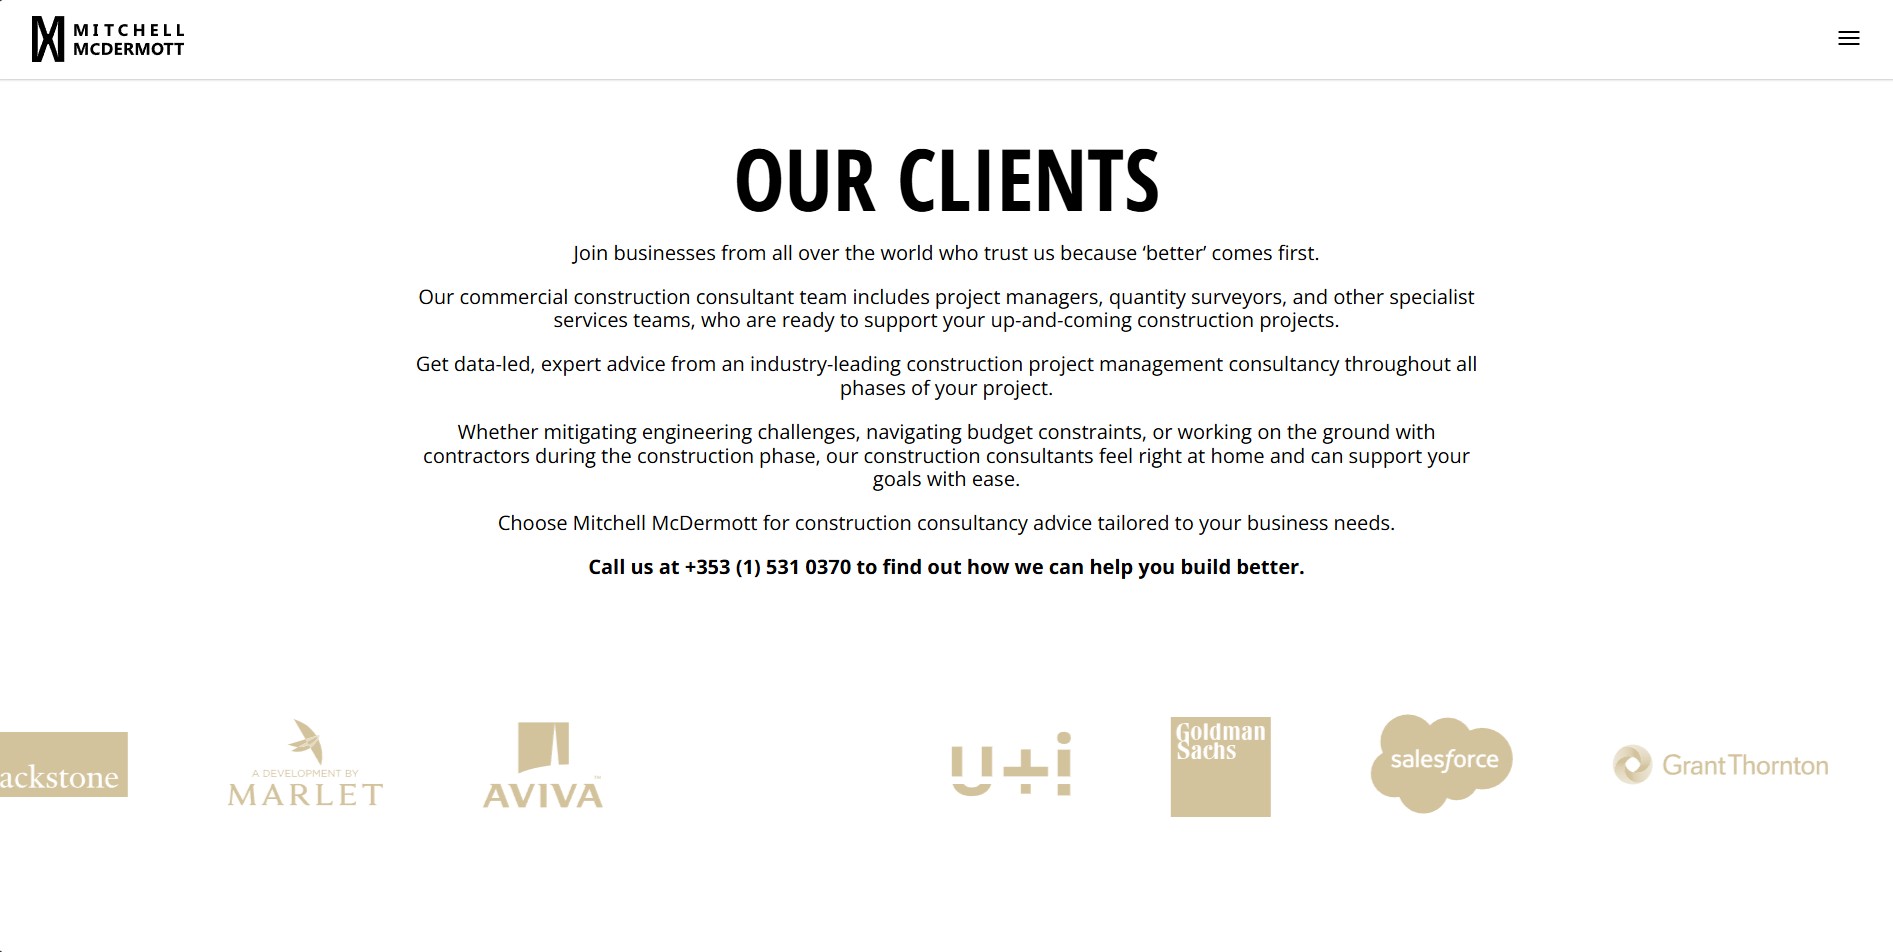 MITCHELL
MCDERMOTT
OUR CLIENTS
Join businesses from all over the world who trust us because ‘better’ comes first.
Our commercial construction consultant team includes project managers, quantity surveyors, and other specialist
services teams, who are ready to support your up-and-coming construction projects.
Get data-led, expert advice from an industry-leading construction project management consultancy throughout all
phases of your project.
Whether mitigating engineering challenges, navigating budget constraints, or working on the ground with
contractors during the construction phase, our construction consultants feel right at home and can support your
goals with ease.
Choose Mitchell McDermott for construction consultancy advice tailored to your business needs.
Call us at +353 (1) 531 0370 to find out how we can help you build better.
ackstone
A DEVELOPMENT BY
MARLET
AVIVA™
u+i
Goldman
Sachs
salesforce
Grant Thornton